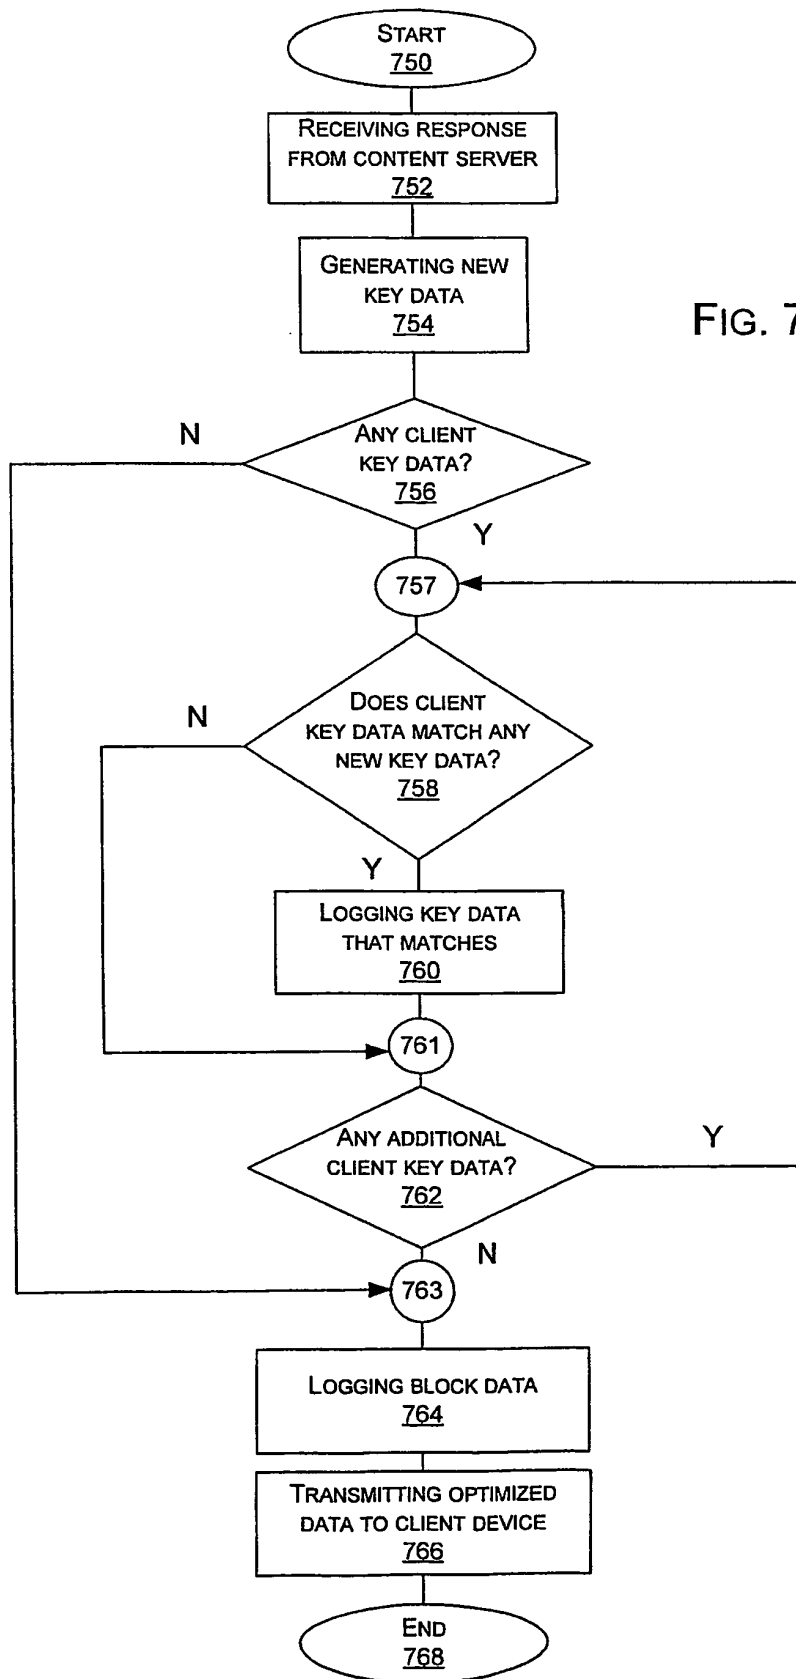 START
750
RECEIVING RESPONSE
FROM CONTENT SERVER
752
GENERATING NEW
KEY DATA
754
FIG. 7
N
ANY CLIENT
KEY DATA?
756
Y
757
N
DOES CLIENT
KEY DATA MATCH ANY
NEW KEY DATA?
758
Y
LOGGING KEY DATA
THAT MATCHES
760
761
ANY ADDITIONAL
CLIENT KEY DATA?
762
Y
N
763
LOGGING BLOCK DATA
764
TRANSMITTING OPTIMIZED
DATA TO CLIENT DEVICE
766
END
768